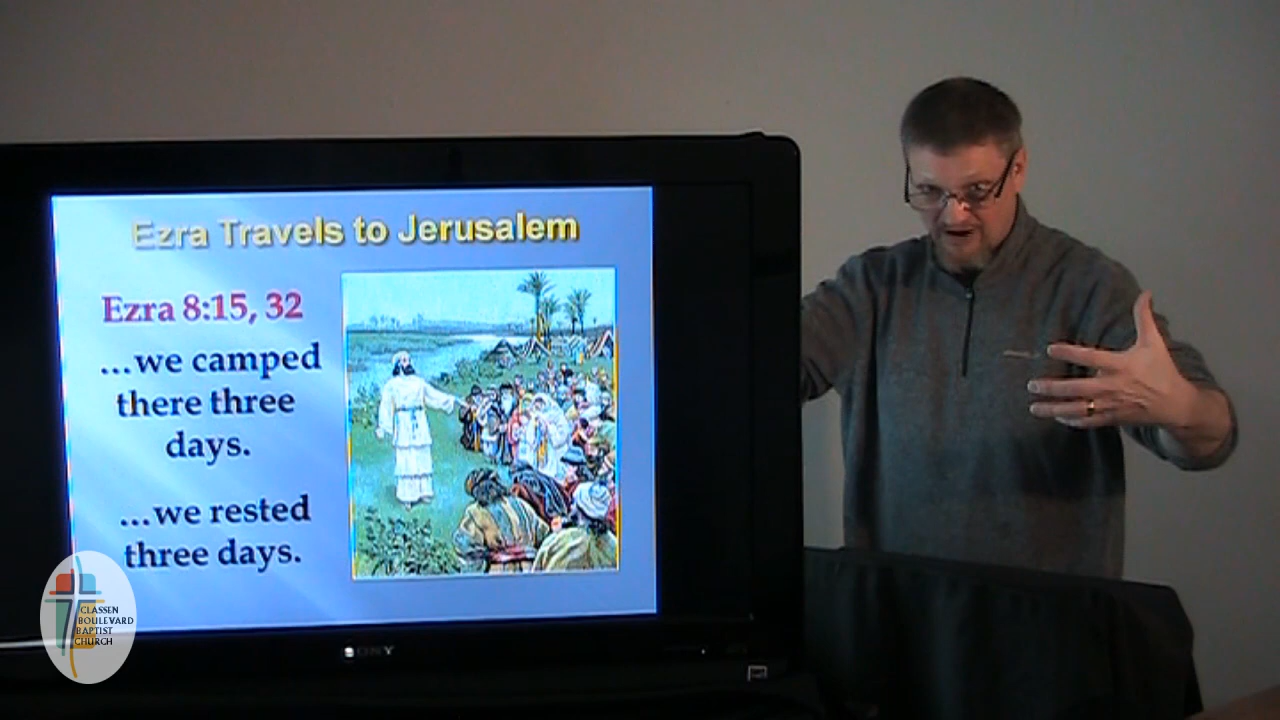 Ezra Travels to Jerusalem
Ezra 8:15, 32
…we camped
there three
days.
…we rested
three days.
SONY
CLASSEN
BOULEVARD
BAPTIST
CHURCH